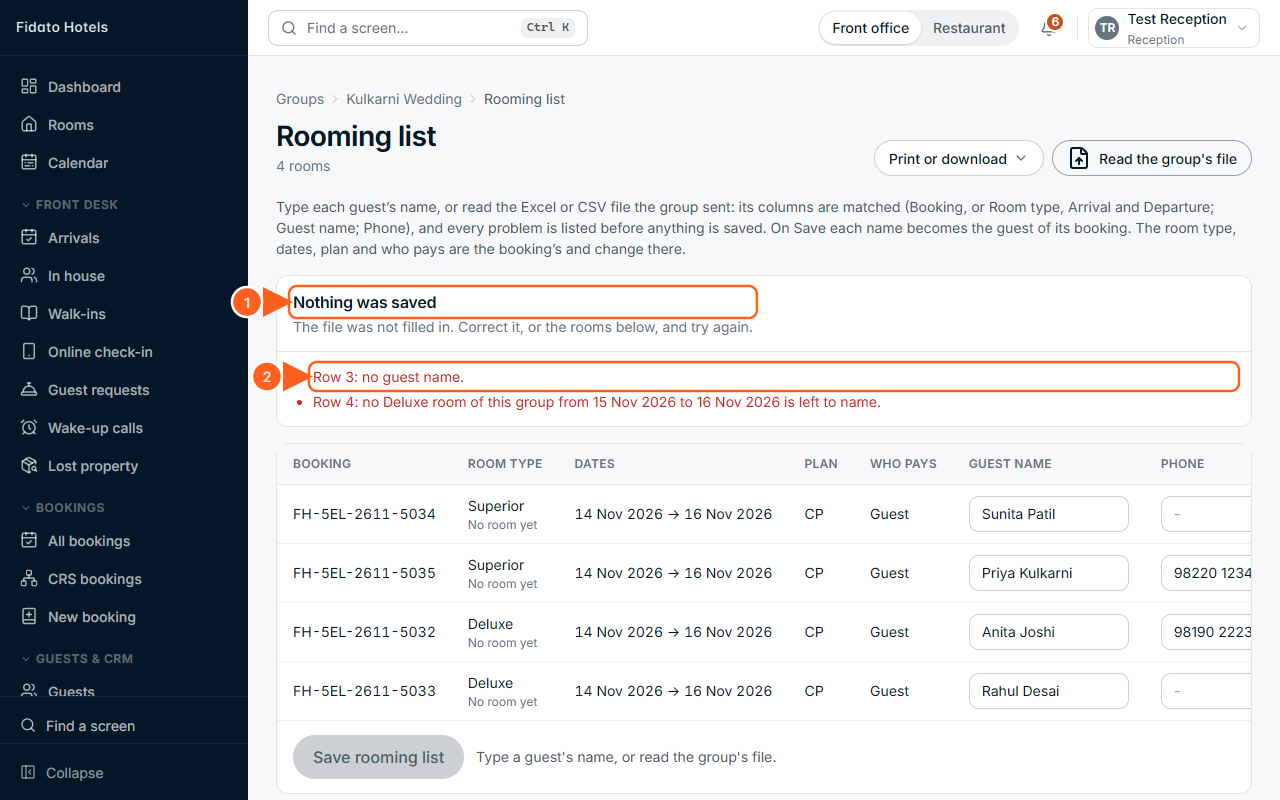 Fidato Hotels
Find a screen...
Ctrl K
Front office
Restaurant
6
TR
Test Reception
Reception
Dashboard
Rooms
Calendar
FRONT DESK
Arrivals
In house
Walk-ins
Online check-in
Guest requests
Wake-up calls
Lost property
BOOKINGS
All bookings
CRS bookings
New booking
GUESTS & CRM
Guests
Find a screen
Collapse
Groups > Kulkarni Wedding > Rooming list
Rooming list
4 rooms
Print or download
Read the group's file
Type each guest’s name, or read the Excel or CSV file the group sent: its columns are matched (Booking, or Room type, Arrival and Departure;
Guest name; Phone), and every problem is listed before anything is saved. On Save each name becomes the guest of its booking. The room type,
dates, plan and who pays are the booking’s and change there.
1
Nothing was saved
The file was not filled in. Correct it, or the rooms below, and try again.
2
Row 3: no guest name.
• Row 4: no Deluxe room of this group from 15 Nov 2026 to 16 Nov 2026 is left to name.
BOOKING ROOM TYPE DATES PLAN WHO PAYS GUEST NAME PHONE
FH-5EL-2611-5034 Superior 14 Nov 2026 → 16 Nov 2026 CP Guest Sunita Patil -
No room yet
FH-5EL-2611-5035 Superior 14 Nov 2026 → 16 Nov 2026 CP Guest Priya Kulkarni 98220 1234
No room yet
FH-5EL-2611-5032 Deluxe 14 Nov 2026 → 16 Nov 2026 CP Guest Anita Joshi 98190 2223
No room yet
FH-5EL-2611-5033 Deluxe 14 Nov 2026 → 16 Nov 2026 CP Guest Rahul Desai -
No room yet
Save rooming list
Type a guest's name, or read the group's file.